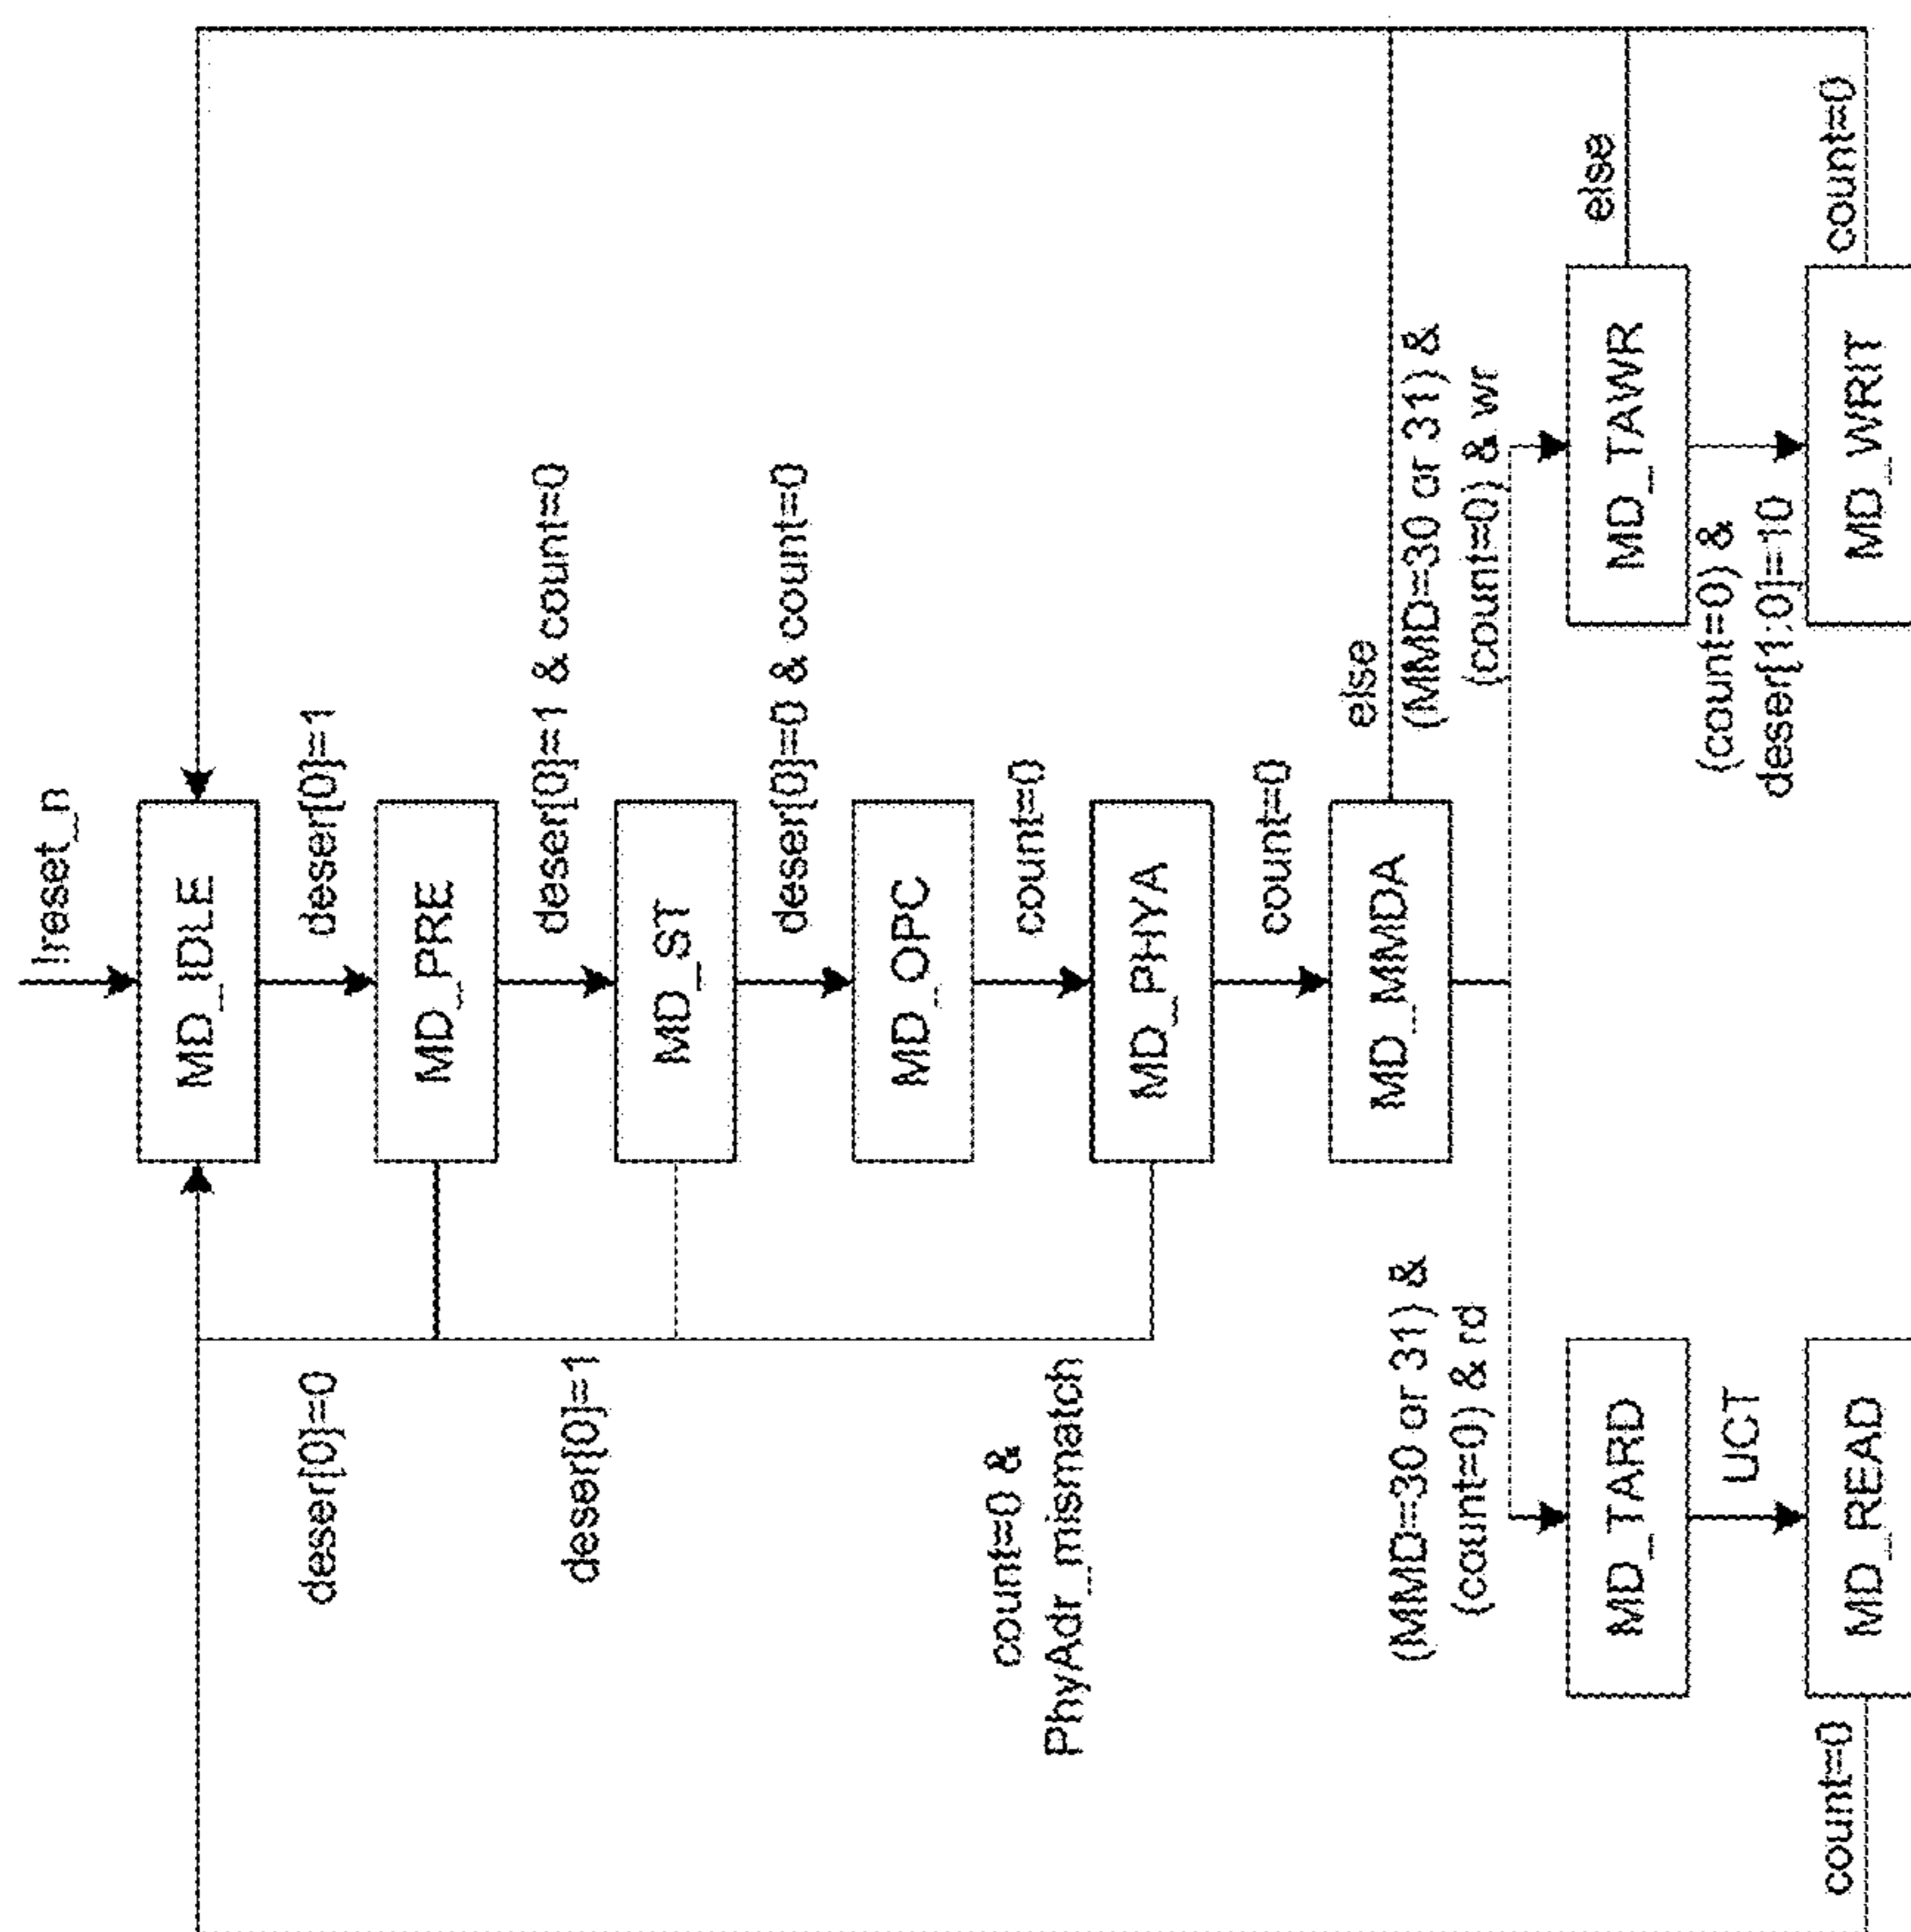 !reset_n
MD_IDLE
deser[0]=1
MD_PRE
deser[0]=0
deser[0]=1 & count=0
MD_ST
deser[0]=1
deser[0]=0 & count=0
MD_OPC
count=0
count=0 &
PhyAdr_mismatch
MD_PHYA
count=0
MD_MMDA
else
(MMD=30 or 31) &
(count=0) & rd
(MMD=30 or 31) &
(count=0) & wr
MD_TARD
MD_TAWR
else
UCT
(count=0) &
deser[1:0]=10
MD_READ
count=0
MD_WRIT
count=0